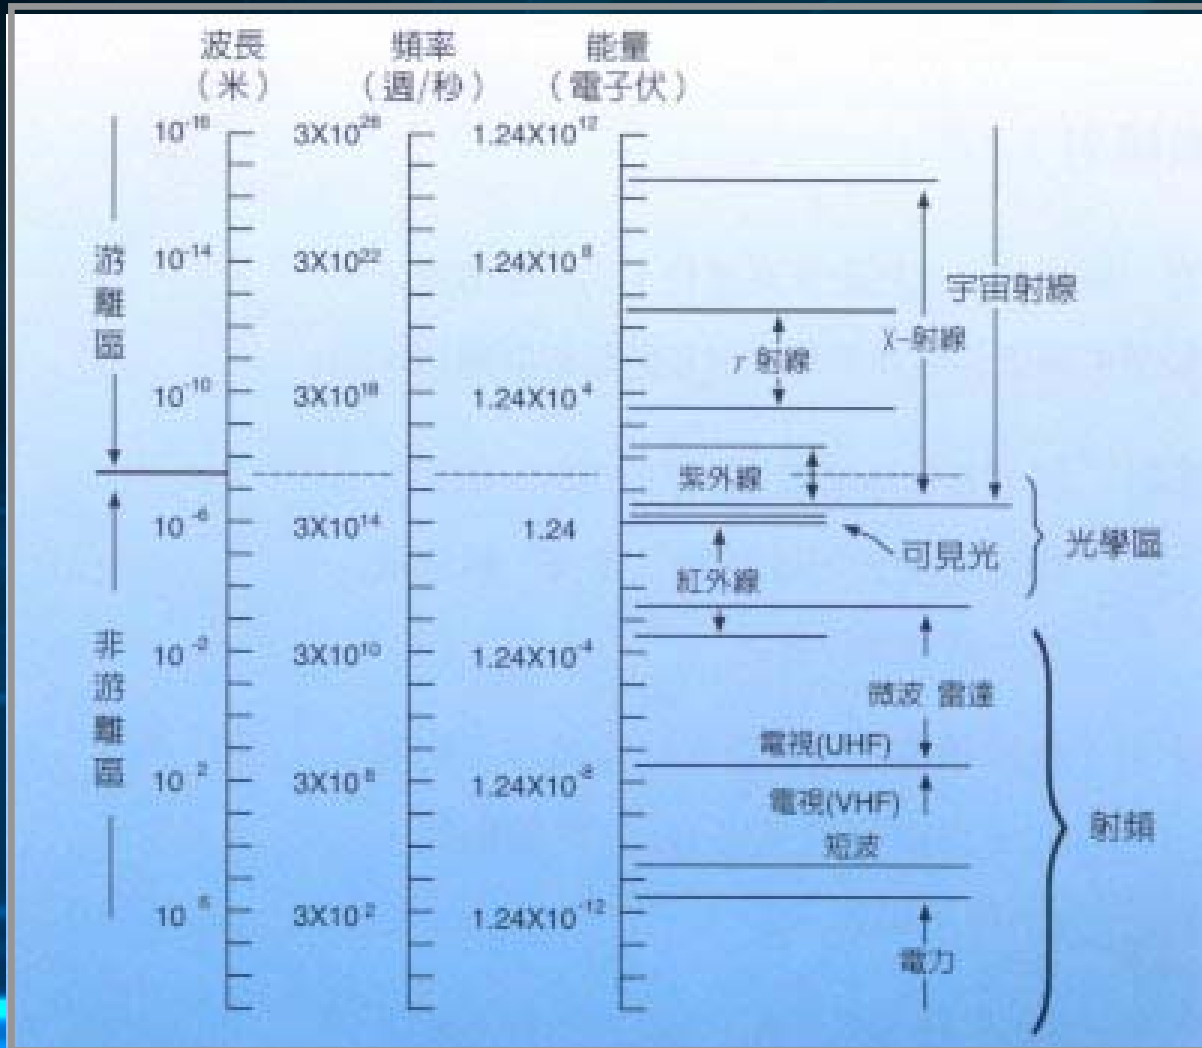 波長 頻率 能量
（米） （週/秒） （電子伏）
10⁻¹⁸ 3X10²⁶ 1.24X10¹²
10⁻¹⁴ 3X10²² 1.24X10⁸
宇宙射線
X-射線
γ 射線
游離區
10⁻¹⁰ 3X10¹⁸ 1.24X10⁴
紫外線
10⁻⁶ 3X10¹⁴ 1.24
可見光
光學區
紅外線
非游離區
10⁻² 3X10¹⁰ 1.24X10⁻⁴
微波 雷達
電視(UHF)
10² 3X10⁶ 1.24X10⁻⁸
電視(VHF)
短波
射頻
10⁶ 3X10² 1.24X10⁻¹²
電力